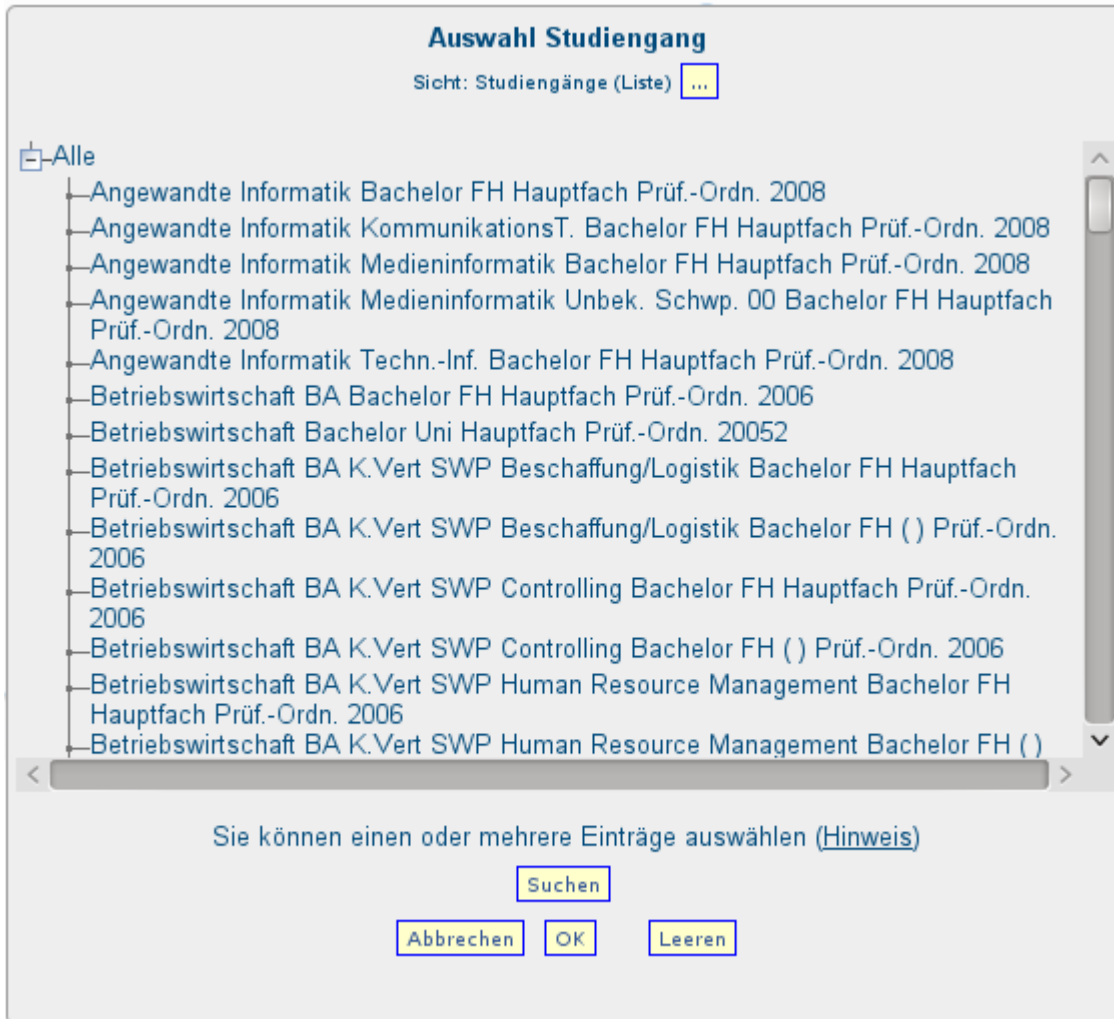 Auswahl Studiengang
Sicht: Studiengänge (Liste) ...
Alle
Angewandte Informatik Bachelor FH Hauptfach Prüf.-Ordn. 2008
Angewandte Informatik KommunikationsT. Bachelor FH Hauptfach Prüf.-Ordn. 2008
Angewandte Informatik Medieninformatik Bachelor FH Hauptfach Prüf.-Ordn. 2008
Angewandte Informatik Medieninformatik Unbek. Schwp. 00 Bachelor FH Hauptfach
Prüf.-Ordn. 2008
Angewandte Informatik Techn.-Inf. Bachelor FH Hauptfach Prüf.-Ordn. 2008
Betriebswirtschaft BA Bachelor FH Hauptfach Prüf.-Ordn. 2006
Betriebswirtschaft Bachelor Uni Hauptfach Prüf.-Ordn. 20052
Betriebswirtschaft BA K.Vert SWP Beschaffung/Logistik Bachelor FH Hauptfach
Prüf.-Ordn. 2006
Betriebswirtschaft BA K.Vert SWP Beschaffung/Logistik Bachelor FH ( ) Prüf.-Ordn.
2006
Betriebswirtschaft BA K.Vert SWP Controlling Bachelor FH Hauptfach Prüf.-Ordn.
2006
Betriebswirtschaft BA K.Vert SWP Controlling Bachelor FH ( ) Prüf.-Ordn. 2006
Betriebswirtschaft BA K.Vert SWP Human Resource Management Bachelor FH
Hauptfach Prüf.-Ordn. 2006
Betriebswirtschaft BA K.Vert SWP Human Resource Management Bachelor FH ( )
Sie können einen oder mehrere Einträge auswählen (Hinweis)
Suchen
Abbrechen OK Leeren